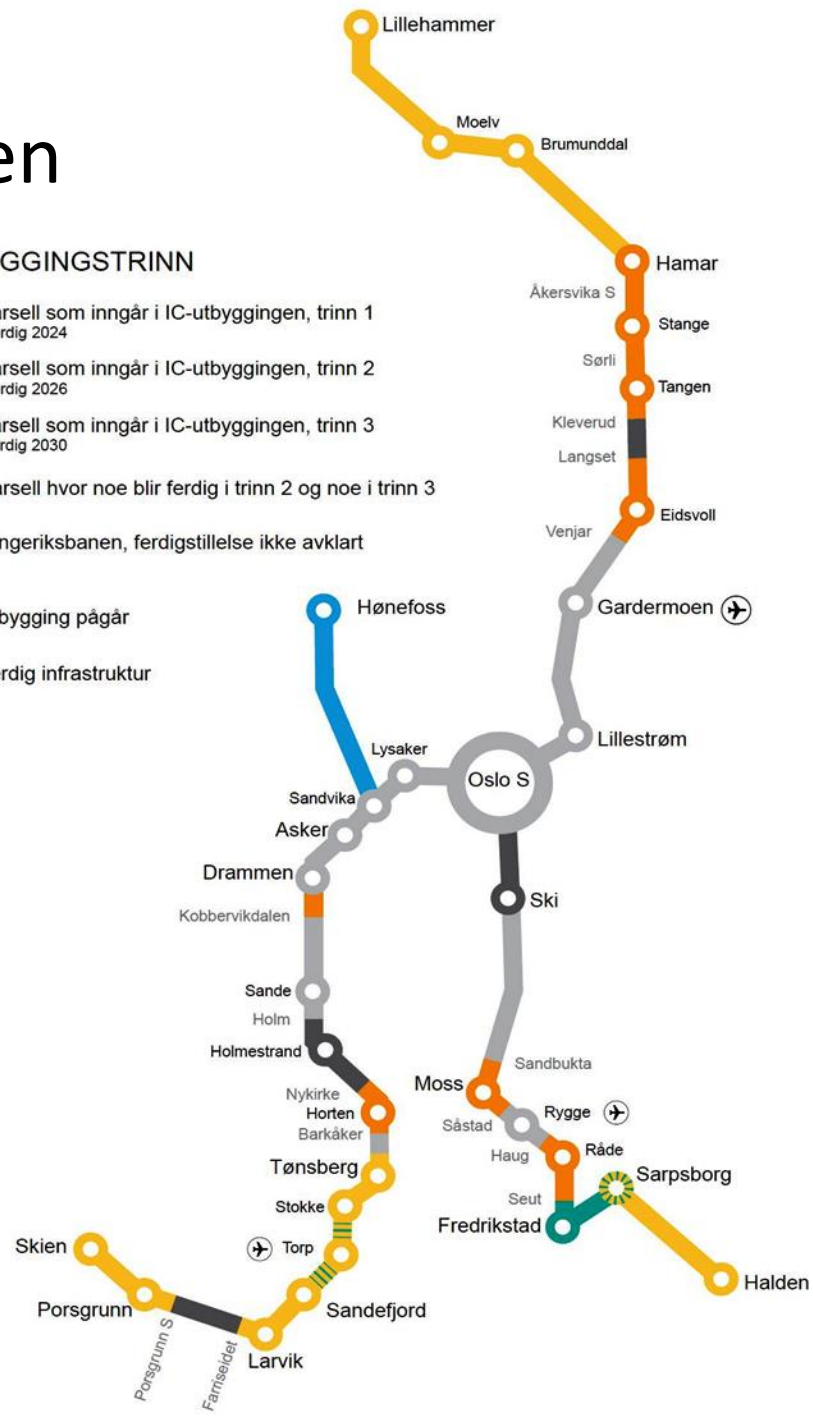 en
GGINGSTRINN
arsell som inngår i IC-utbyggingen, trinn 1
erdig 2024
arsell som inngår i IC-utbyggingen, trinn 2
erdig 2026
arsell som inngår i IC-utbyggingen, trinn 3
erdig 2030
arsell hvor noe blir ferdig i trinn 2 og noe i trinn 3
ngeriksbanen, ferdigstillelse ikke avklart
bygging pågår
erdig infrastruktur
Lillehammer
Moelv
Brumunddal
Hamar
Åkersvika S
Stange
Sørli
Tangen
Kleverud
Langset
Eidsvoll
Venjar
Gardermoen
Hønefoss
Lillestrøm
Lysaker
Oslo S
Sandvika
Asker
Drammen
Ski
Kobbervikdalen
Sande
Holm
Holmestrand
Sandbukta
Moss
Nykirke
Horten
Rygge
Såstad
Barkåker
Haug
Råde
Tønsberg
Sarpsborg
Seut
Stokke
Fredrikstad
Skien
Torp
Halden
Porsgrunn
Sandefjord
Porsgrunn S
Farriseidet
Larvik